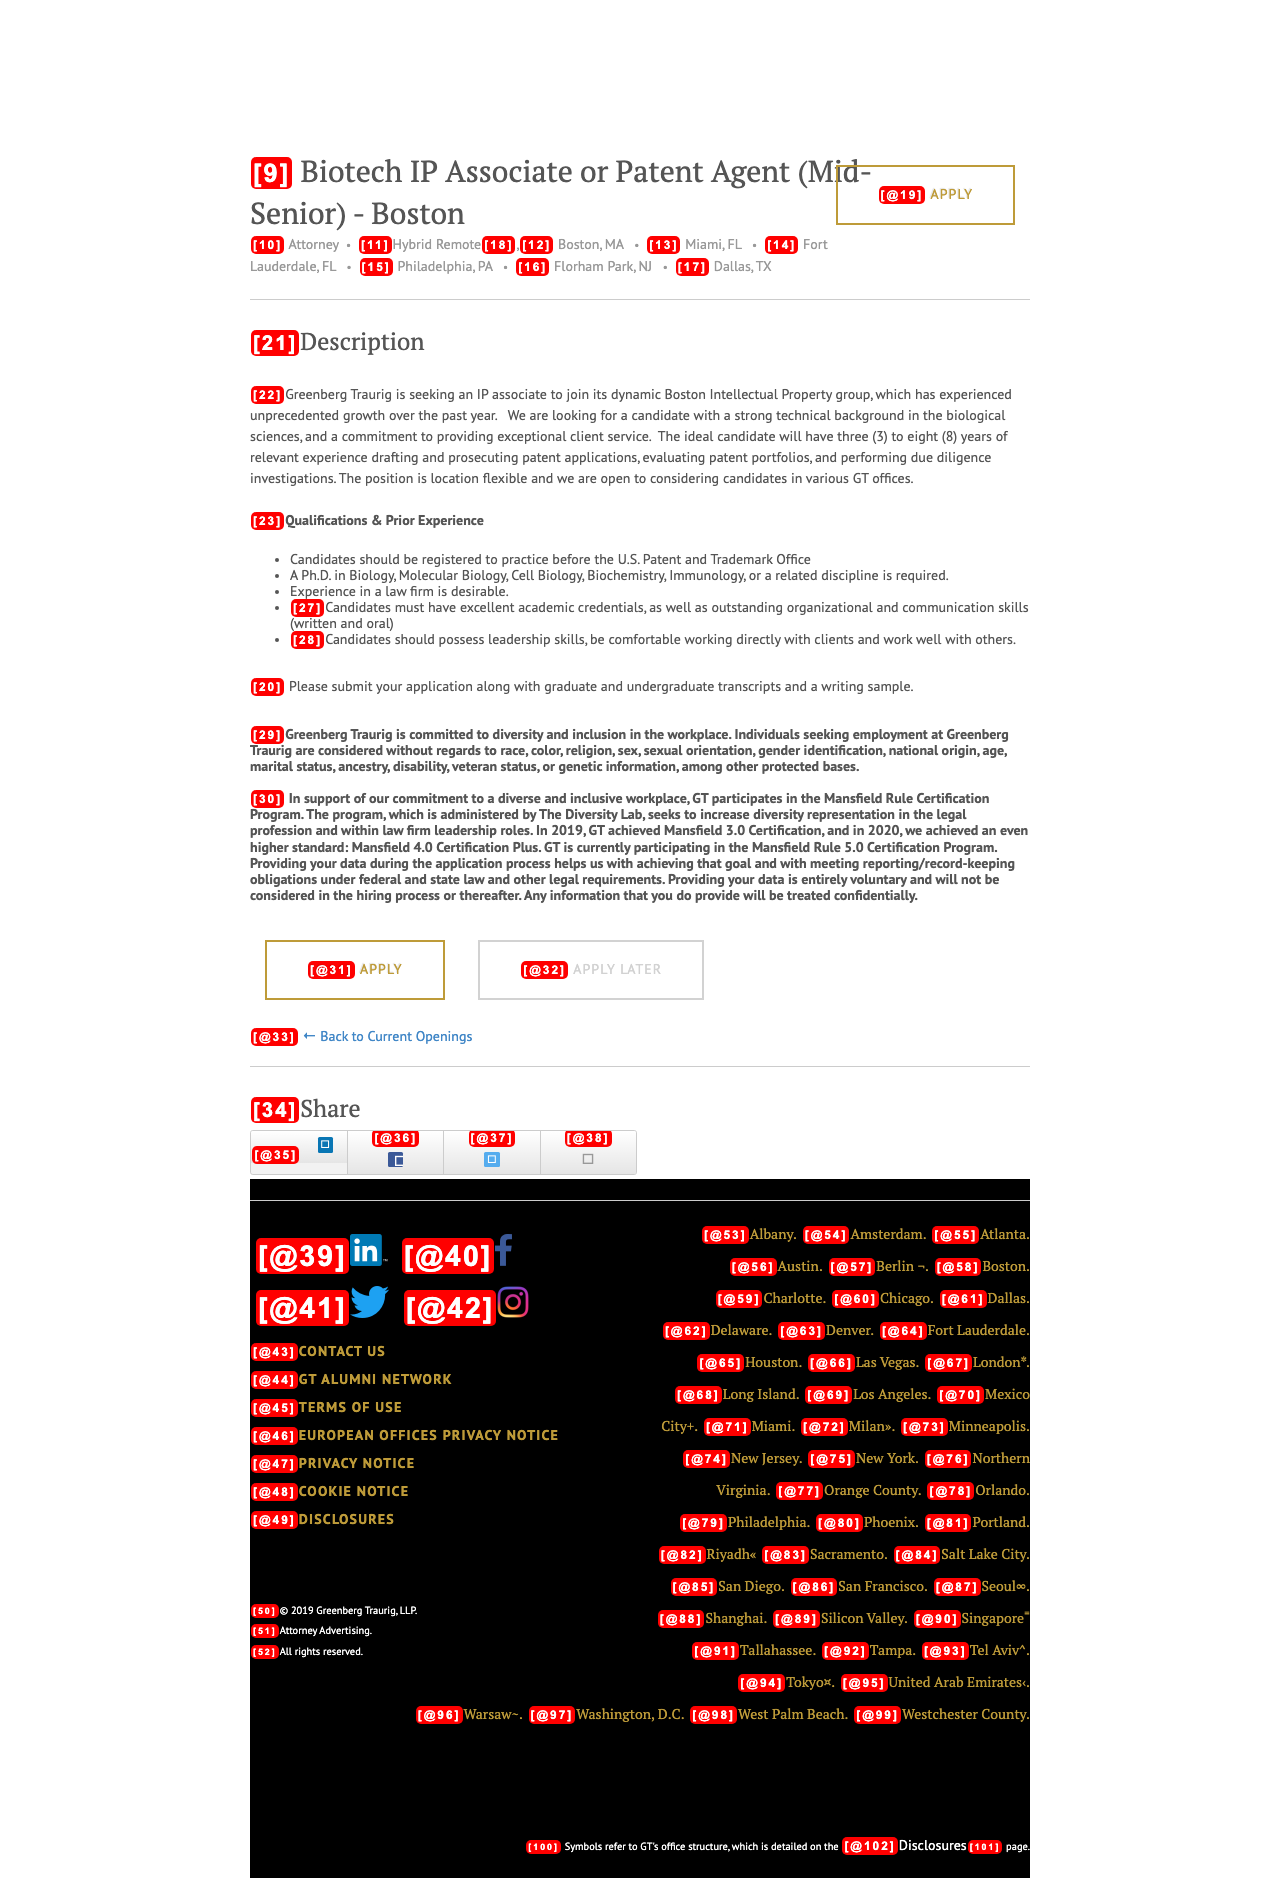 [9] Biotech IP Associate or Patent Agent (Mid-
Senior) - Boston
[@19] APPLY
[10] Attorney • [11]Hybrid Remote[18],[12] Boston, MA • [13] Miami, FL • [14] Fort
Lauderdale, FL • [15] Philadelphia, PA • [16] Florham Park, NJ • [17] Dallas, TX
[21]Description
[22]Greenberg Traurig is seeking an IP associate to join its dynamic Boston Intellectual Property group, which has experienced
unprecedented growth over the past year. We are looking for a candidate with a strong technical background in the biological
sciences, and a commitment to providing exceptional client service. The ideal candidate will have three (3) to eight (8) years of
relevant experience drafting and prosecuting patent applications, evaluating patent portfolios, and performing due diligence
investigations. The position is location flexible and we are open to considering candidates in various GT offices.
[23]Qualifications & Prior Experience
• Candidates should be registered to practice before the U.S. Patent and Trademark Office
• A Ph.D. in Biology, Molecular Biology, Cell Biology, Biochemistry, Immunology, or a related discipline is required.
• Experience in a law firm is desirable.
• [27]Candidates must have excellent academic credentials, as well as outstanding organizational and communication skills
(written and oral)
• [28]Candidates should possess leadership skills, be comfortable working directly with clients and work well with others.
[20] Please submit your application along with graduate and undergraduate transcripts and a writing sample.
[29]Greenberg Traurig is committed to diversity and inclusion in the workplace. Individuals seeking employment at Greenberg
Traurig are considered without regards to race, color, religion, sex, sexual orientation, gender identification, national origin, age,
marital status, ancestry, disability, veteran status, or genetic information, among other protected bases.
[30] In support of our commitment to a diverse and inclusive workplace, GT participates in the Mansfield Rule Certification
Program. The program, which is administered by The Diversity Lab, seeks to increase diversity representation in the legal
profession and within law firm leadership roles. In 2019, GT achieved Mansfield 3.0 Certification, and in 2020, we achieved an even
higher standard: Mansfield 4.0 Certification Plus. GT is currently participating in the Mansfield Rule 5.0 Certification Program.
Providing your data during the application process helps us with achieving that goal and with meeting reporting/record-keeping
obligations under federal and state law and other legal requirements. Providing your data is entirely voluntary and will not be
considered in the hiring process or thereafter. Any information that you do provide will be treated confidentially.
[@31] APPLY
[@32] APPLY LATER
[@33] ← Back to Current Openings
[34]Share
[@35] [@36] [@37] [@38]
[@39]in [@40]f
[@41] [@42]
[@43]CONTACT US
[@44]GT ALUMNI NETWORK
[@45]TERMS OF USE
[@46]EUROPEAN OFFICES PRIVACY NOTICE
[@47]PRIVACY NOTICE
[@48]COOKIE NOTICE
[@49]DISCLOSURES
[50]© 2019 Greenberg Traurig, LLP.
[51]Attorney Advertising.
[52]All rights reserved.
[@53]Albany. [@54]Amsterdam. [@55]Atlanta.
[@56]Austin. [@57]Berlin ¬. [@58]Boston.
[@59]Charlotte. [@60]Chicago. [@61]Dallas.
[@62]Delaware. [@63]Denver. [@64]Fort Lauderdale.
[@65]Houston. [@66]Las Vegas. [@67]London*.
[@68]Long Island. [@69]Los Angeles. [@70]Mexico
City+. [@71]Miami. [@72]Milan». [@73]Minneapolis.
[@74]New Jersey. [@75]New York. [@76]Northern
Virginia. [@77]Orange County. [@78]Orlando.
[@79]Philadelphia. [@80]Phoenix. [@81]Portland.
[@82]Riyadh« [@83]Sacramento. [@84]Salt Lake City.
[@85]San Diego. [@86]San Francisco. [@87]Seoul∞.
[@88]Shanghai. [@89]Silicon Valley. [@90]Singapore⁼
[@91]Tallahassee. [@92]Tampa. [@93]Tel Aviv^.
[@94]Tokyo¤. [@95]United Arab Emirates‹.
[@96]Warsaw~. [@97]Washington, D.C. [@98]West Palm Beach. [@99]Westchester County.
[100] Symbols refer to GT's office structure, which is detailed on the [@102]Disclosures[101] page.